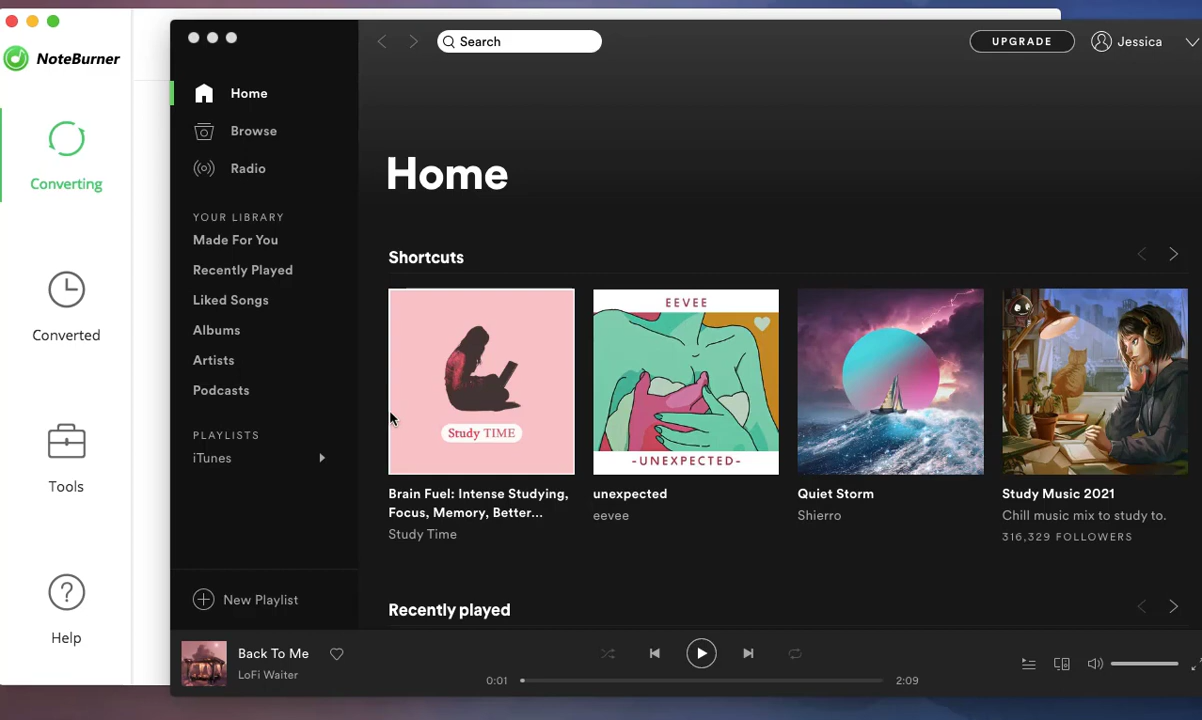 NoteBurner
Converting
Converted
Tools
Help
Search
UPGRADE
Jessica
Home
Browse
Radio
YOUR LIBRARY
Made For You
Recently Played
Liked Songs
Albums
Artists
Podcasts
PLAYLISTS
iTunes
New Playlist
Home
Shortcuts
Study TIME
Brain Fuel: Intense Studying,
Focus, Memory, Better...
Study Time
EEVEE
-UNEXPECTED-
unexpected
eevee
Quiet Storm
Shierro
Study Music 2021
Chill music mix to study to.
316,329 FOLLOWERS
Recently played
Back To Me
LoFi Waiter
0:01
2:09